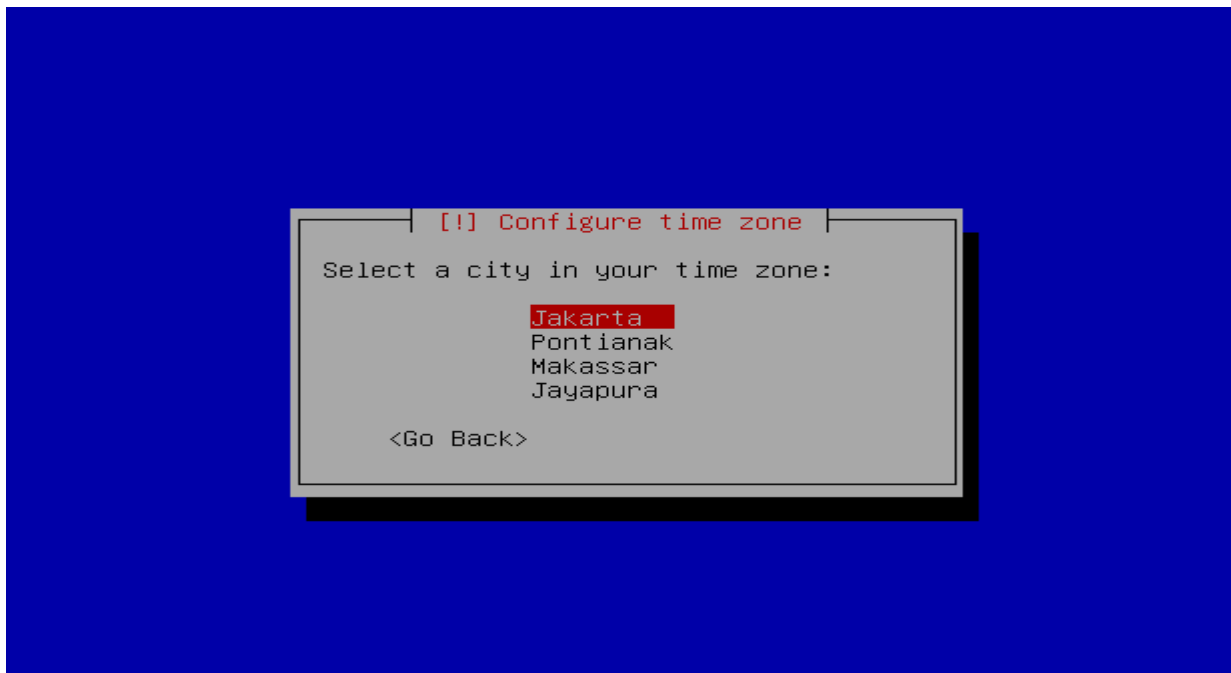 [!] Configure time zone
Select a city in your time zone:
Jakarta
Pontianak
Makassar
Jayapura
<Go Back>